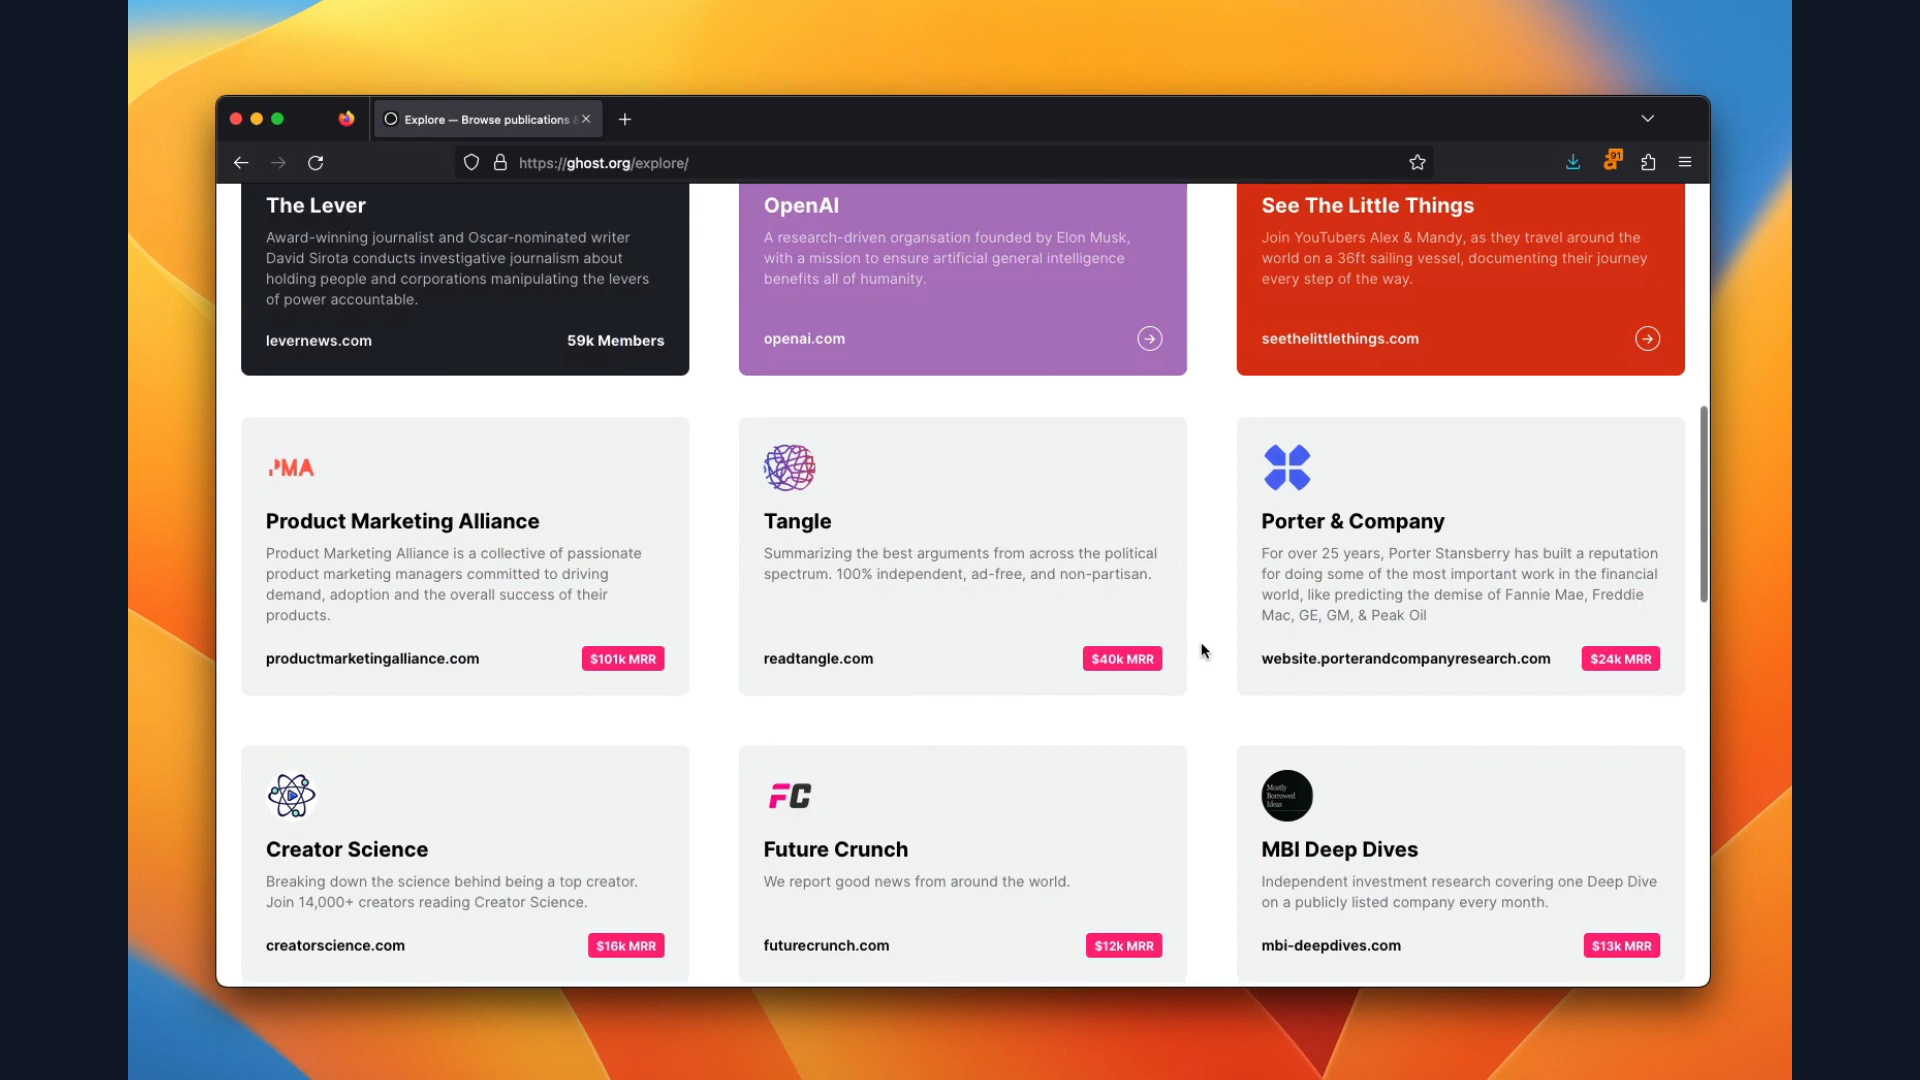 Explore — Browse publications &
https://ghost.org/explore/
91
The Lever
Award-winning journalist and Oscar-nominated writer
David Sirota conducts investigative journalism about
holding people and corporations manipulating the levers
of power accountable.
levernews.com
59k Members
OpenAI
A research-driven organsation founded by Elon Musk,
with a mission to ensure artificial general intelligence
benefits all of humanity.
openai.com
See The Little Things
Join YouTubers Alex & Mandy, as they travel around the
world on a 36ft sailing vessel, documenting their journey
every step of the way.
seethelittlethings.com
PMA
Product Marketing Alliance
Product Marketing Alliance is a collective of passionate
product marketing managers committed to driving
demand, adoption and the overall success of their
products.
productmarketingalliance.com
$101k MRR
Tangle
Summarizing the best arguments from across the political
spectrum. 100% independent, ad-free, and non-partisan.
readtangle.com
$40k MRR
Porter & Company
For over 25 years, Porter Stansberry has built a reputation
for doing some of the most important work in the financial
world, like predicting the demise of Fannie Mae, Freddie
Mac, GE, GM, & Peak Oil
website.porterandcompanyresearch.com
$24k MRR
Creator Science
Breaking down the science behind being a top creator.
Join 14,000+ creators reading Creator Science.
creatorscience.com
$16k MRR
FC
Future Crunch
We report good news from around the world.
futurecrunch.com
$12k MRR
Mostly
Borrowed
Ideas
MBI Deep Dives
Independent investment research covering one Deep Dive
on a publicly listed company every month.
mbi-deepdives.com
$13k MRR